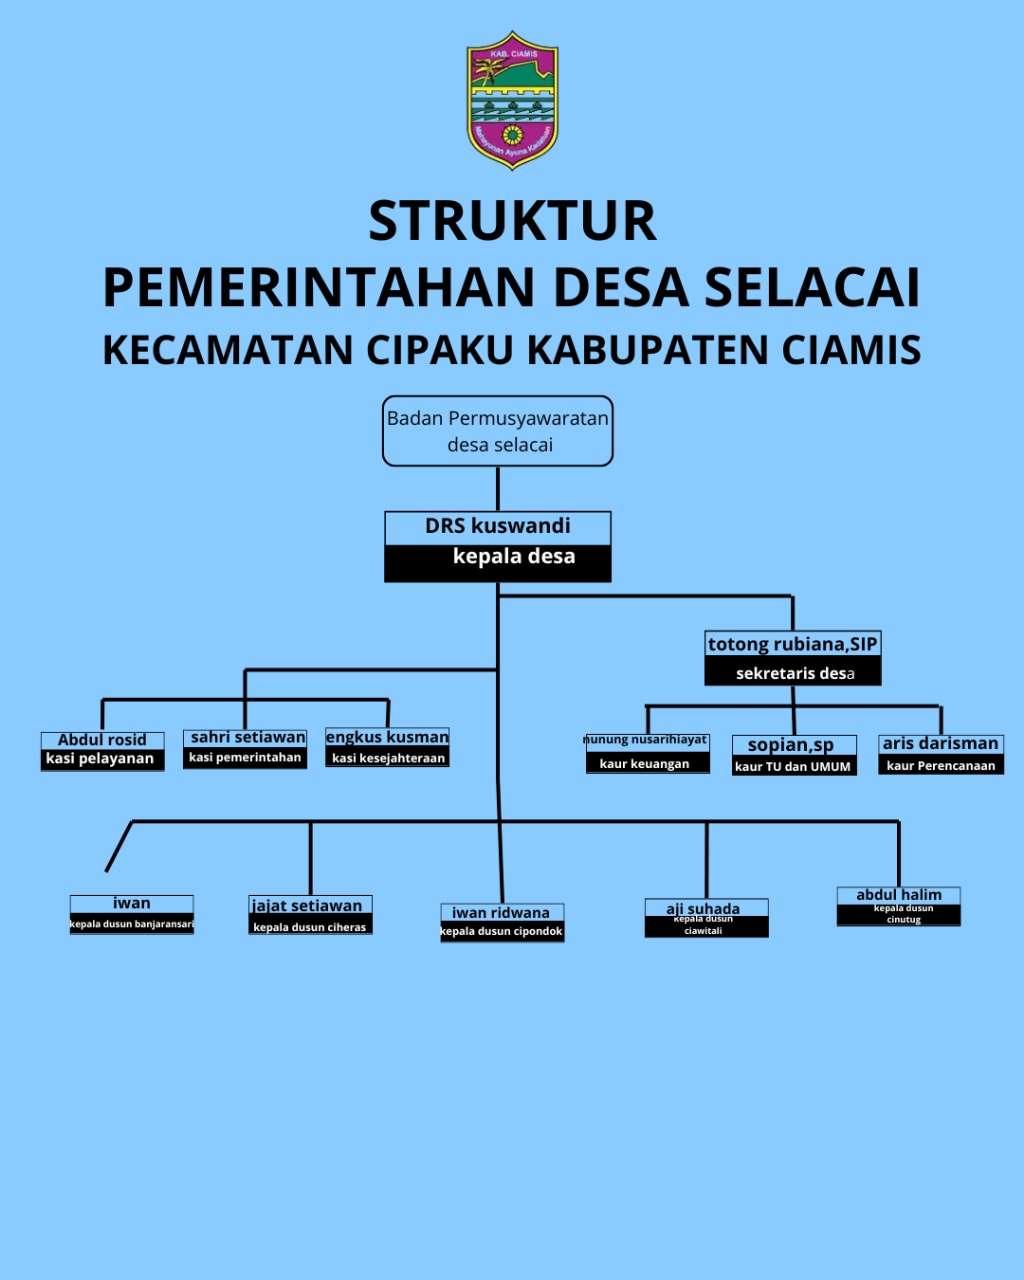 KAB. CIAMIS
Mahayunan Ayuna Kadatuan
STRUKTUR
PEMERINTAHAN DESA SELACAI
KECAMATAN CIPAKU KABUPATEN CIAMIS
Badan Permusyawaratan
desa selacai
DRS kuswandi
kepala desa
totong rubiana,SIP
sekretaris desa
Abdul rosid
kasi pelayanan
sahri setiawan
kasi pemerintahan
engkus kusman
kasi kesejahteraan
nunung nusarihiayat
kaur keuangan
sopian,sp
kaur TU dan UMUM
aris darisman
kaur Perencanaan
iwan
kepala dusun banjaransari
jajat setiawan
kepala dusun ciheras
iwan ridwana
kepala dusun cipondok
aji suhada
kepala dusun
ciawitali
abdul halim
kepala dusun
cinutug